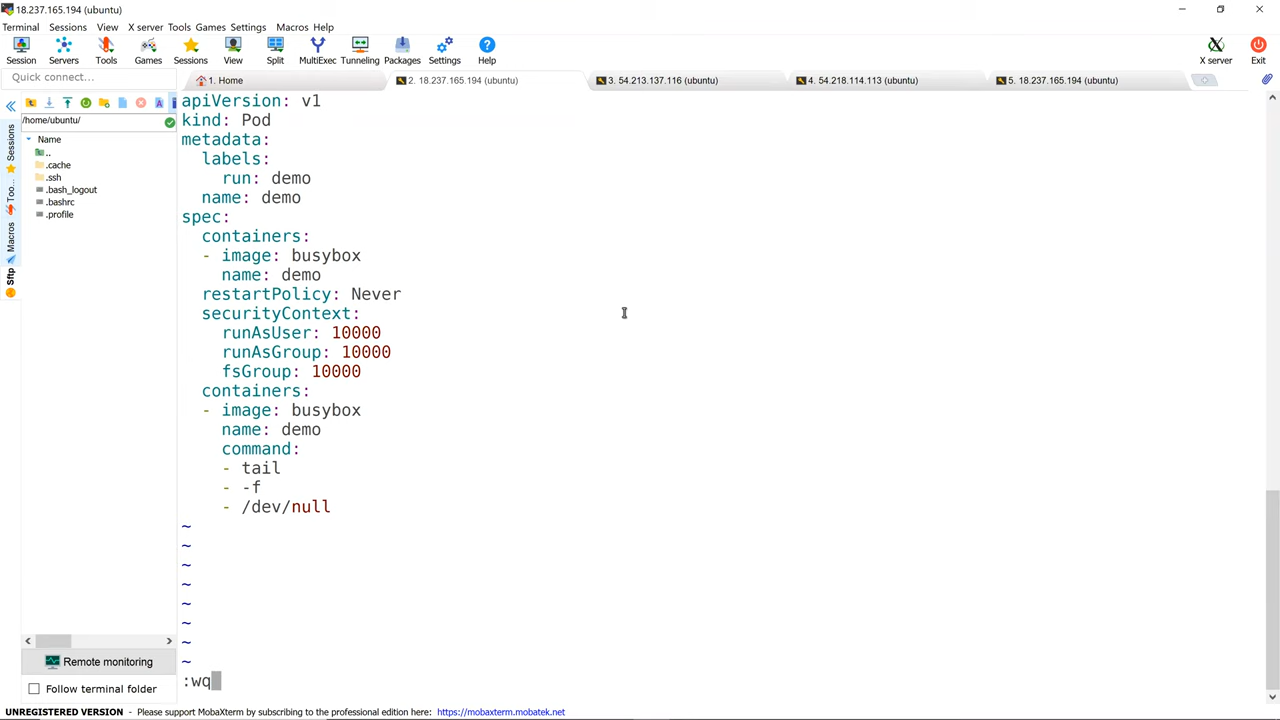 18.237.165.194 (ubuntu)
Terminal Sessions View X server Tools Games Settings Macros Help
Session Servers Tools Games Sessions View Split MultiExec Tunneling Packages Settings Help X server Exit
Quick connect...
1. Home
2. 18.237.165.194 (ubuntu)
3. 54.213.137.116 (ubuntu)
4. 54.218.114.113 (ubuntu)
5. 18.237.165.194 (ubuntu)
Sessions
Too...
Macros
Sftp
/home/ubuntu/
Name
..
.cache
.ssh
.bash_logout
.bashrc
.profile
apiVersion: v1
kind: Pod
metadata:
  labels:
    run: demo
  name: demo
spec:
  containers:
  - image: busybox
    name: demo
  restartPolicy: Never
  securityContext:
    runAsUser: 10000
    runAsGroup: 10000
    fsGroup: 10000
  containers:
  - image: busybox
    name: demo
    command:
    - tail
    - -f
    - /dev/null
~
~
~
~
~
~
~
~
:wq
Remote monitoring
Follow terminal folder
UNREGISTERED VERSION - Please support MobaXterm by subscribing to the professional edition here: https://mobaxterm.mobatek.net